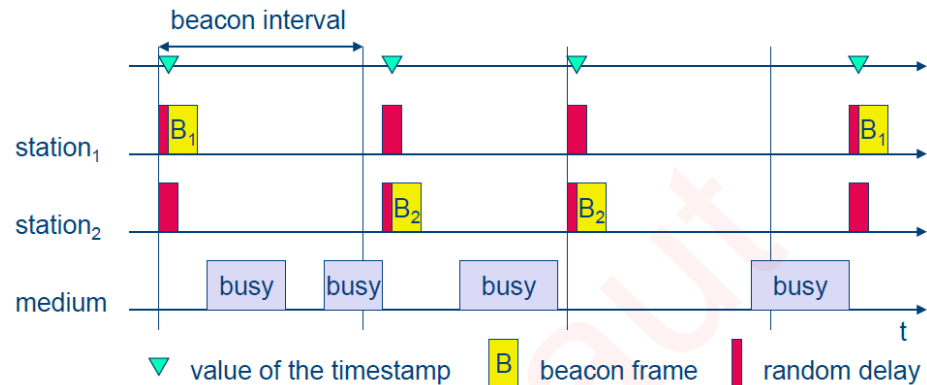 beacon interval
B₁ B₁
station₁
B₂ B₂
station₂
busy busy busy busy
medium
t
value of the timestamp B beacon frame random delay